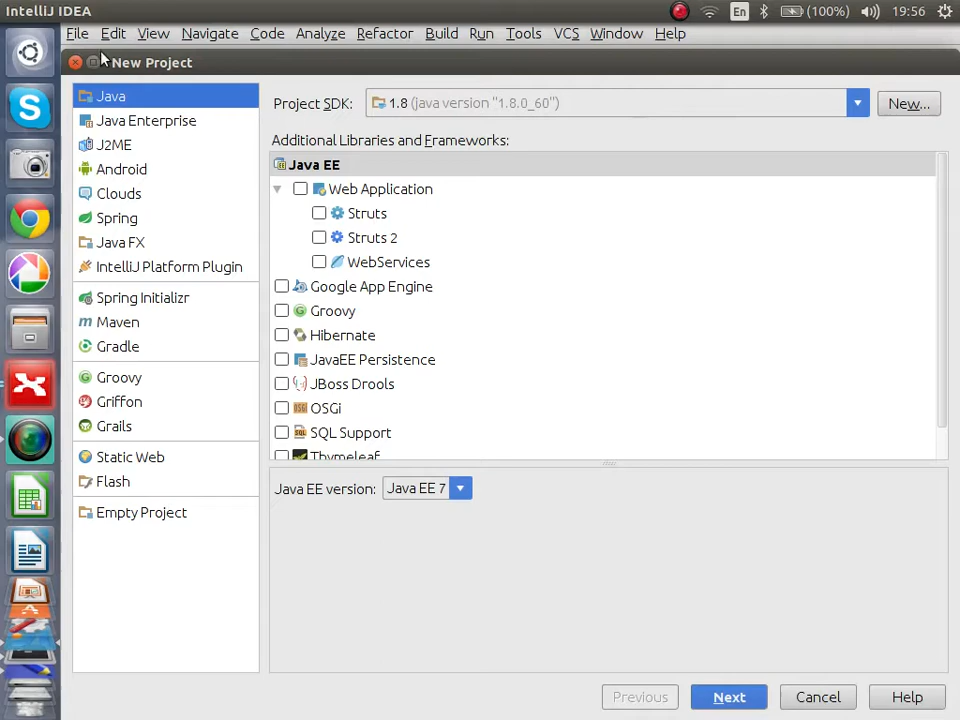 IntelliJ IDEA
En
(100%)
19:56
File Edit View Navigate Code Analyze Refactor Build Run Tools VCS Window Help
New Project
Java
Java Enterprise
J2ME
Android
Clouds
Spring
Java FX
IntelliJ Platform Plugin
Spring Initializr
Maven
Gradle
Groovy
Griffon
Grails
Static Web
Flash
Empty Project
Project SDK: 1.8 (java version "1.8.0_60") New...
Additional Libraries and Frameworks:
Java EE
Web Application
Struts
Struts 2
WebServices
Google App Engine
Groovy
Hibernate
JavaEE Persistence
JBoss Drools
OSGi
SQL Support
Thymeleaf
Java EE version: Java EE 7
Previous Next Cancel Help